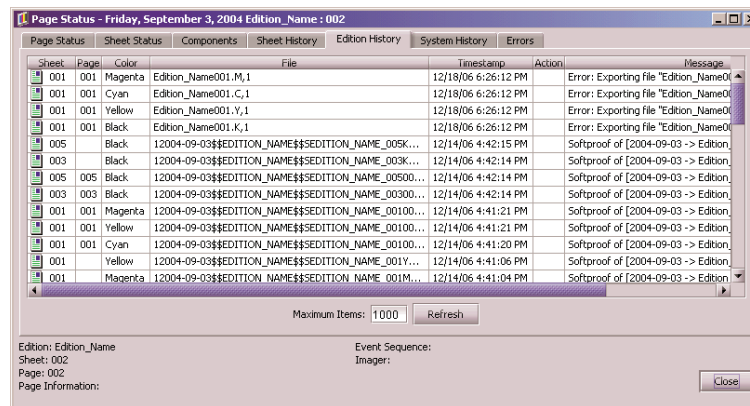 Page Status - Friday, September 3, 2004 Edition_Name : 002
Page Status Sheet Status Components Sheet History Edition History System History Errors
Sheet Page Color File Timestamp Action Message
001 001 Magenta Edition_Name001.M,1 12/18/06 6:26:12 PM Error: Exporting file "Edition_Name00
001 001 Cyan Edition_Name001.C,1 12/18/06 6:26:12 PM Error: Exporting file "Edition_Name00
001 001 Yellow Edition_Name001.Y,1 12/18/06 6:26:12 PM Error: Exporting file "Edition_Name00
001 001 Black Edition_Name001.K,1 12/18/06 6:26:12 PM Error: Exporting file "Edition_Name00
005 Black 12004-09-03$$EDITION_NAME$$SEDITION_NAME_005K... 12/14/06 4:42:15 PM Softproof of [2004-09-03 -> Edition_
003 Black 12004-09-03$$EDITION_NAME$$SEDITION_NAME_003K... 12/14/06 4:42:14 PM Softproof of [2004-09-03 -> Edition_
005 005 Black 12004-09-03$$EDITION_NAME$$SEDITION_NAME_00500... 12/14/06 4:42:14 PM Softproof of [2004-09-03 -> Edition_
003 003 Black 12004-09-03$$EDITION_NAME$$SEDITION_NAME_00300... 12/14/06 4:42:14 PM Softproof of [2004-09-03 -> Edition_
001 001 Magenta 12004-09-03$$EDITION_NAME$$SEDITION_NAME_00100... 12/14/06 4:41:21 PM Softproof of [2004-09-03 -> Edition_
001 001 Yellow 12004-09-03$$EDITION_NAME$$SEDITION_NAME_00100... 12/14/06 4:41:21 PM Softproof of [2004-09-03 -> Edition_
001 001 Cyan 12004-09-03$$EDITION_NAME$$SEDITION_NAME_00100... 12/14/06 4:41:20 PM Softproof of [2004-09-03 -> Edition_
001 Yellow 12004-09-03$$EDITION_NAME$$SEDITION_NAME_001Y... 12/14/06 4:41:06 PM Softproof of [2004-09-03 -> Edition_
001 Magenta 12004-09-03$$EDITION_NAME$$SEDITION_NAME_001M... 12/14/06 4:41:04 PM Softproof of [2004-09-03 -> Edition
Maximum Items: 1000 Refresh
Edition: Edition_Name Event Sequence:
Sheet: 002 Imager:
Page: 002
Page Information:
Close